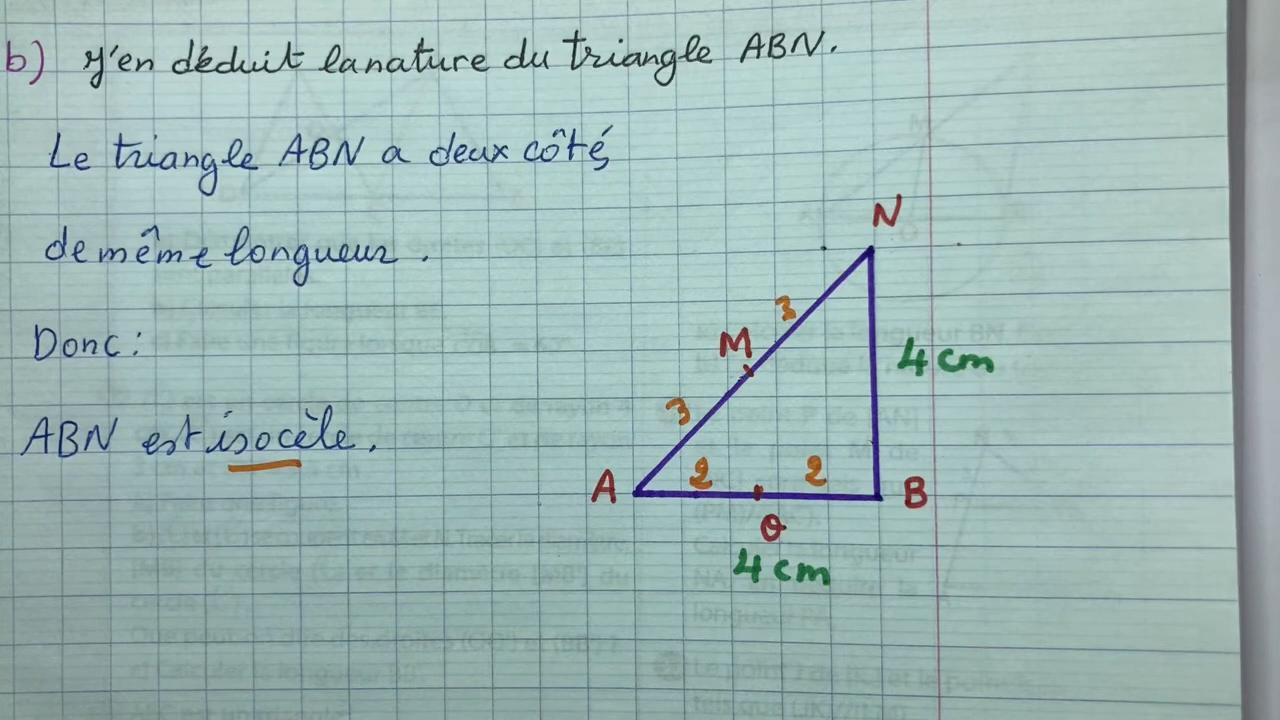 b) J'en déduit la nature du triangle ABN.
Le triangle ABN a deux côtés
de même longueur.
Donc:
ABN est isocèle.
N
3
M
4 cm
3
A
2
2
B
O
4 cm